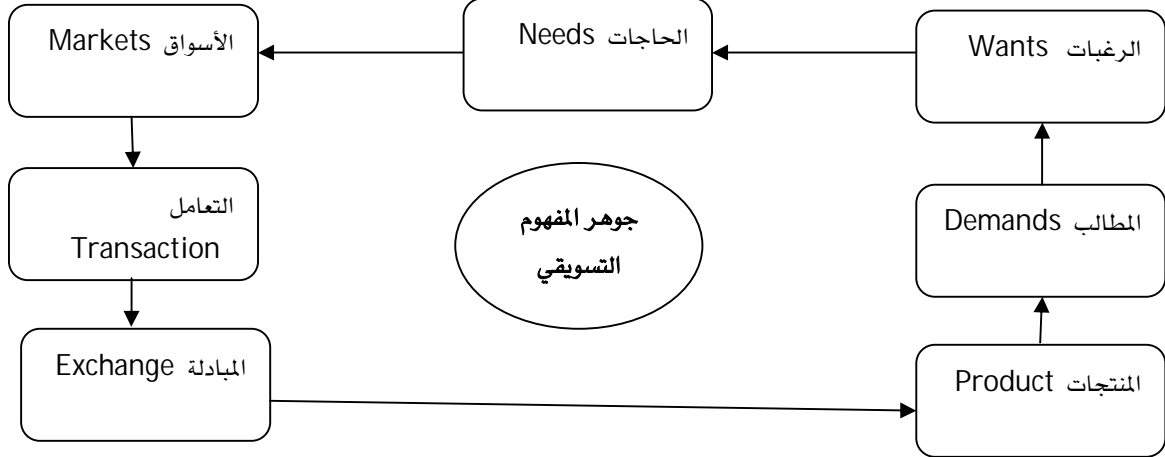 الأسواق Markets
الحاجات Needs
الرغبات Wants
التعامل
Transaction
جوهر المفهوم
التسويقي
المطالب Demands
المبادلة Exchange
المنتجات Product